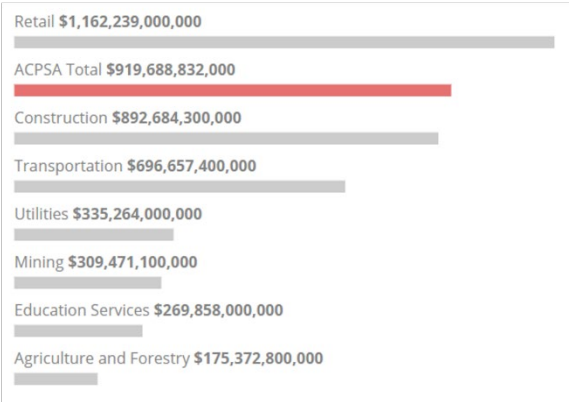 Retail $1,162,239,000,000
ACPSA Total $919,688,832,000
Construction $892,684,300,000
Transportation $696,657,400,000
Utilities $335,264,000,000
Mining $309,471,100,000
Education Services $269,858,000,000
Agriculture and Forestry $175,372,800,000